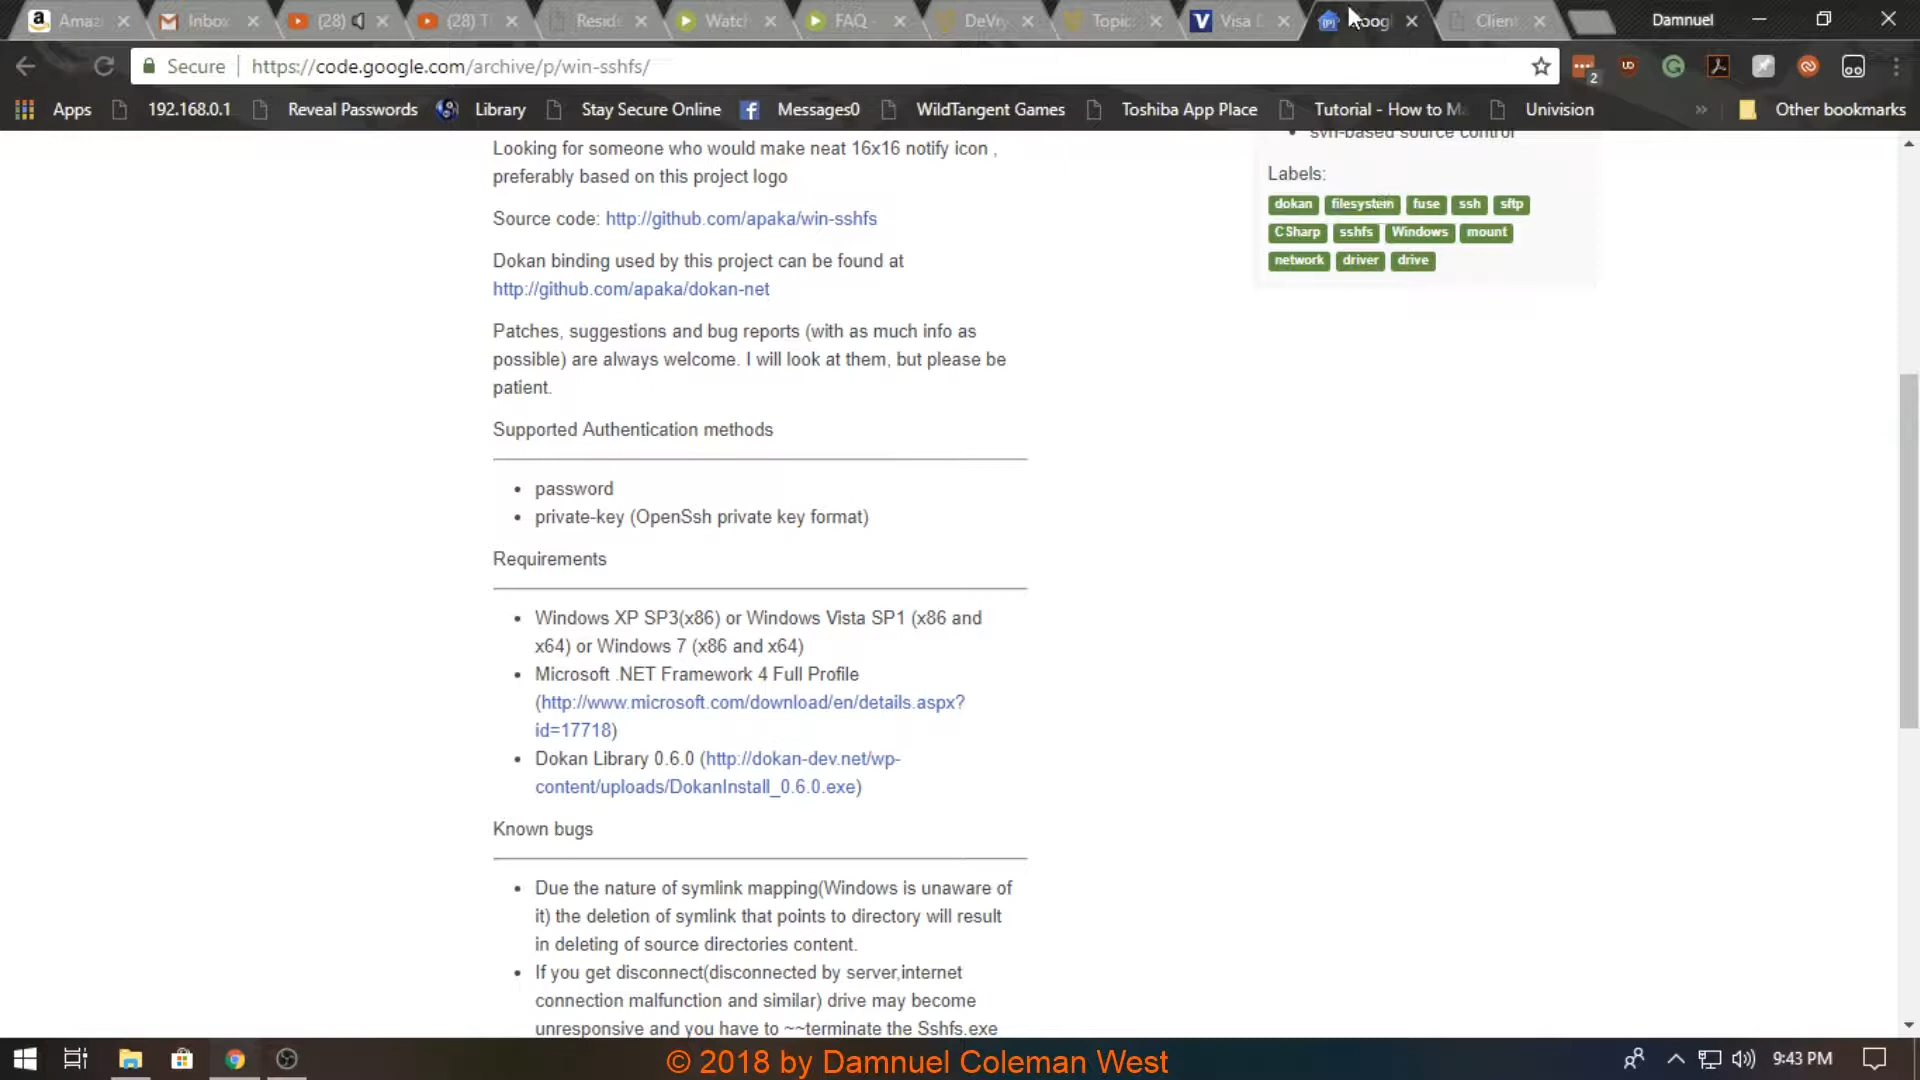 Amaz Inbox (28) (28) T Resid Watch FAQ - DeVry Topic Visa Goog Client Damnuel
Secure https://code.google.com/archive/p/win-sshfs/ 2
Apps 192.168.0.1 Reveal Passwords Library Stay Secure Online Messages0 WildTangent Games Toshiba App Place Tutorial - How to M Univision » Other bookmarks
Looking for someone who would make neat 16x16 notify icon ,
preferably based on this project logo
Source code: http://github.com/apaka/win-sshfs
Dokan binding used by this project can be found at
http://github.com/apaka/dokan-net
Patches, suggestions and bug reports (with as much info as
possible) are always welcome. I will look at them, but please be
patient.
Supported Authentication methods
• password
• private-key (OpenSsh private key format)
Requirements
• Windows XP SP3(x86) or Windows Vista SP1 (x86 and
x64) or Windows 7 (x86 and x64)
• Microsoft .NET Framework 4 Full Profile
(http://www.microsoft.com/download/en/details.aspx?
id=17718)
• Dokan Library 0.6.0 (http://dokan-dev.net/wp-
content/uploads/DokanInstall_0.6.0.exe)
Known bugs
• Due the nature of symlink mapping(Windows is unaware of
it) the deletion of symlink that points to directory will result
in deleting of source directories content.
• If you get disconnect(disconnected by server,internet
connection malfunction and similar) drive may become
unresponsive and you have to ~~terminate the Sshfs.exe
• svn-based source control
Labels:
dokan filesystem fuse ssh sftp
CSharp sshfs Windows mount
network driver drive
© 2018 by Damnuel Coleman West
9:43 PM